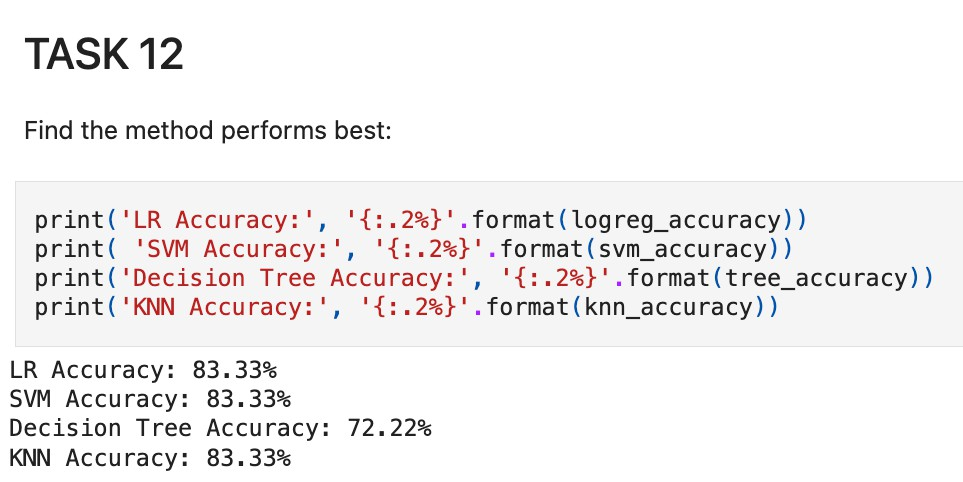 TASK 12
Find the method performs best:
print('LR Accuracy:', '{:.2%}'.format(logreg_accuracy))
print( 'SVM Accuracy:', '{:.2%}'.format(svm_accuracy))
print('Decision Tree Accuracy:', '{:.2%}'.format(tree_accuracy))
print('KNN Accuracy:', '{:.2%}'.format(knn_accuracy))
LR Accuracy: 83.33%
SVM Accuracy: 83.33%
Decision Tree Accuracy: 72.22%
KNN Accuracy: 83.33%